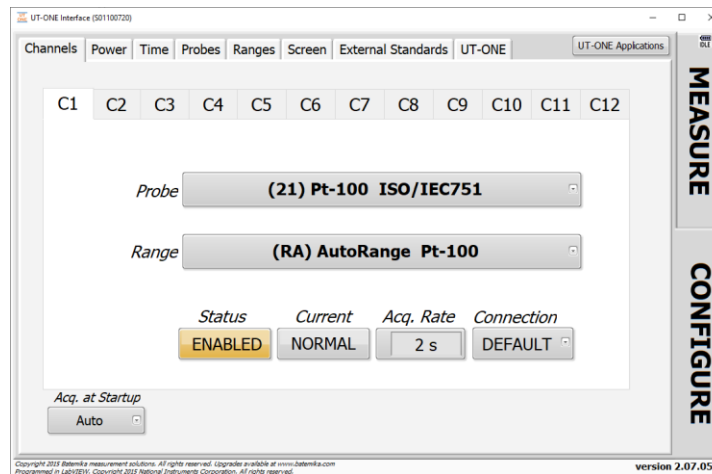 UT-ONE Interface (S01100720)
Channels Power Time Probes Ranges Screen External Standards UT-ONE UT-ONE Applications
MEASURE
C1 C2 C3 C4 C5 C6 C7 C8 C9 C10 C11 C12
Probe (21) Pt-100 ISO/IEC751
Range (RA) AutoRange Pt-100
Status Current Acq. Rate Connection
ENABLED NORMAL 2 s DEFAULT
CONFIGURE
Acq. at Startup
Auto
Copyright 2015 Batemika measurement solutions. All rights reserved. Upgrades available at www.batemika.com
Programmed in LabVIEW. Copyright 2015 National Instruments Corporation. All rights reserved.
version 2.07.05